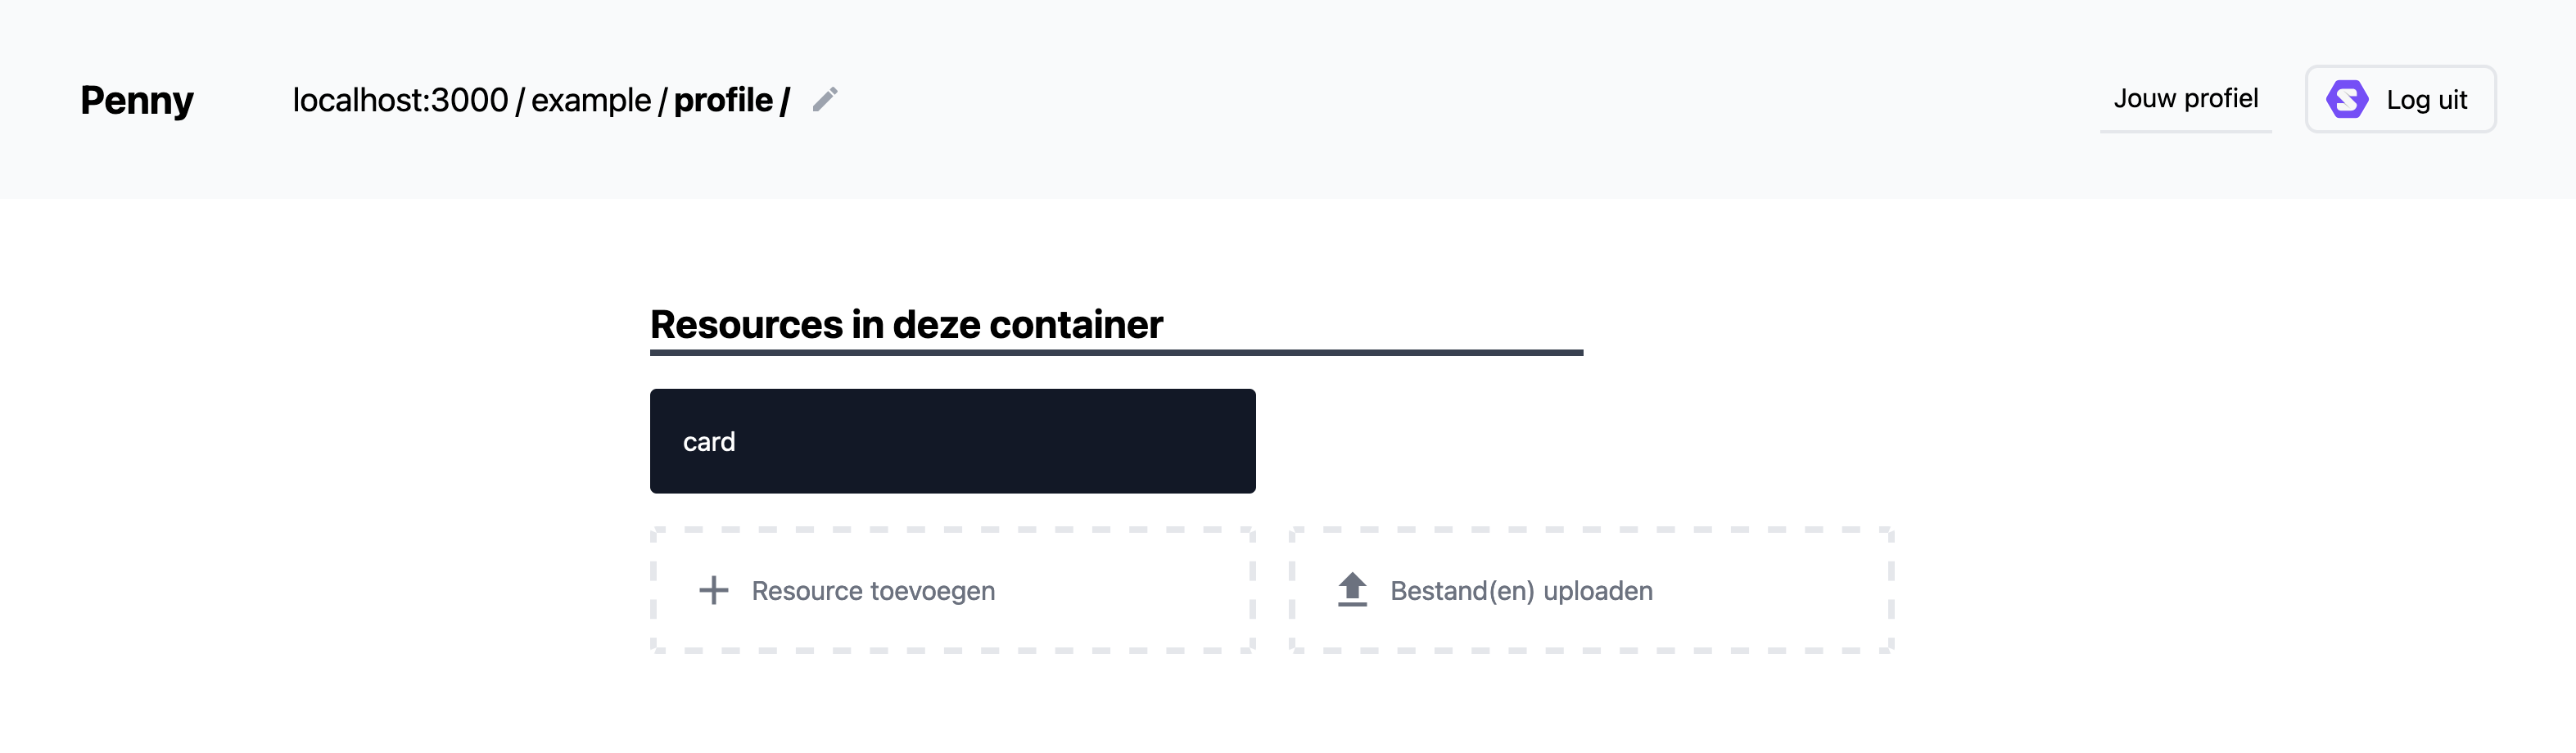 Penny localhost:3000 / example / profile / Jouw profiel Log uit
Resources in deze container
card
Resource toevoegen Bestand(en) uploaden